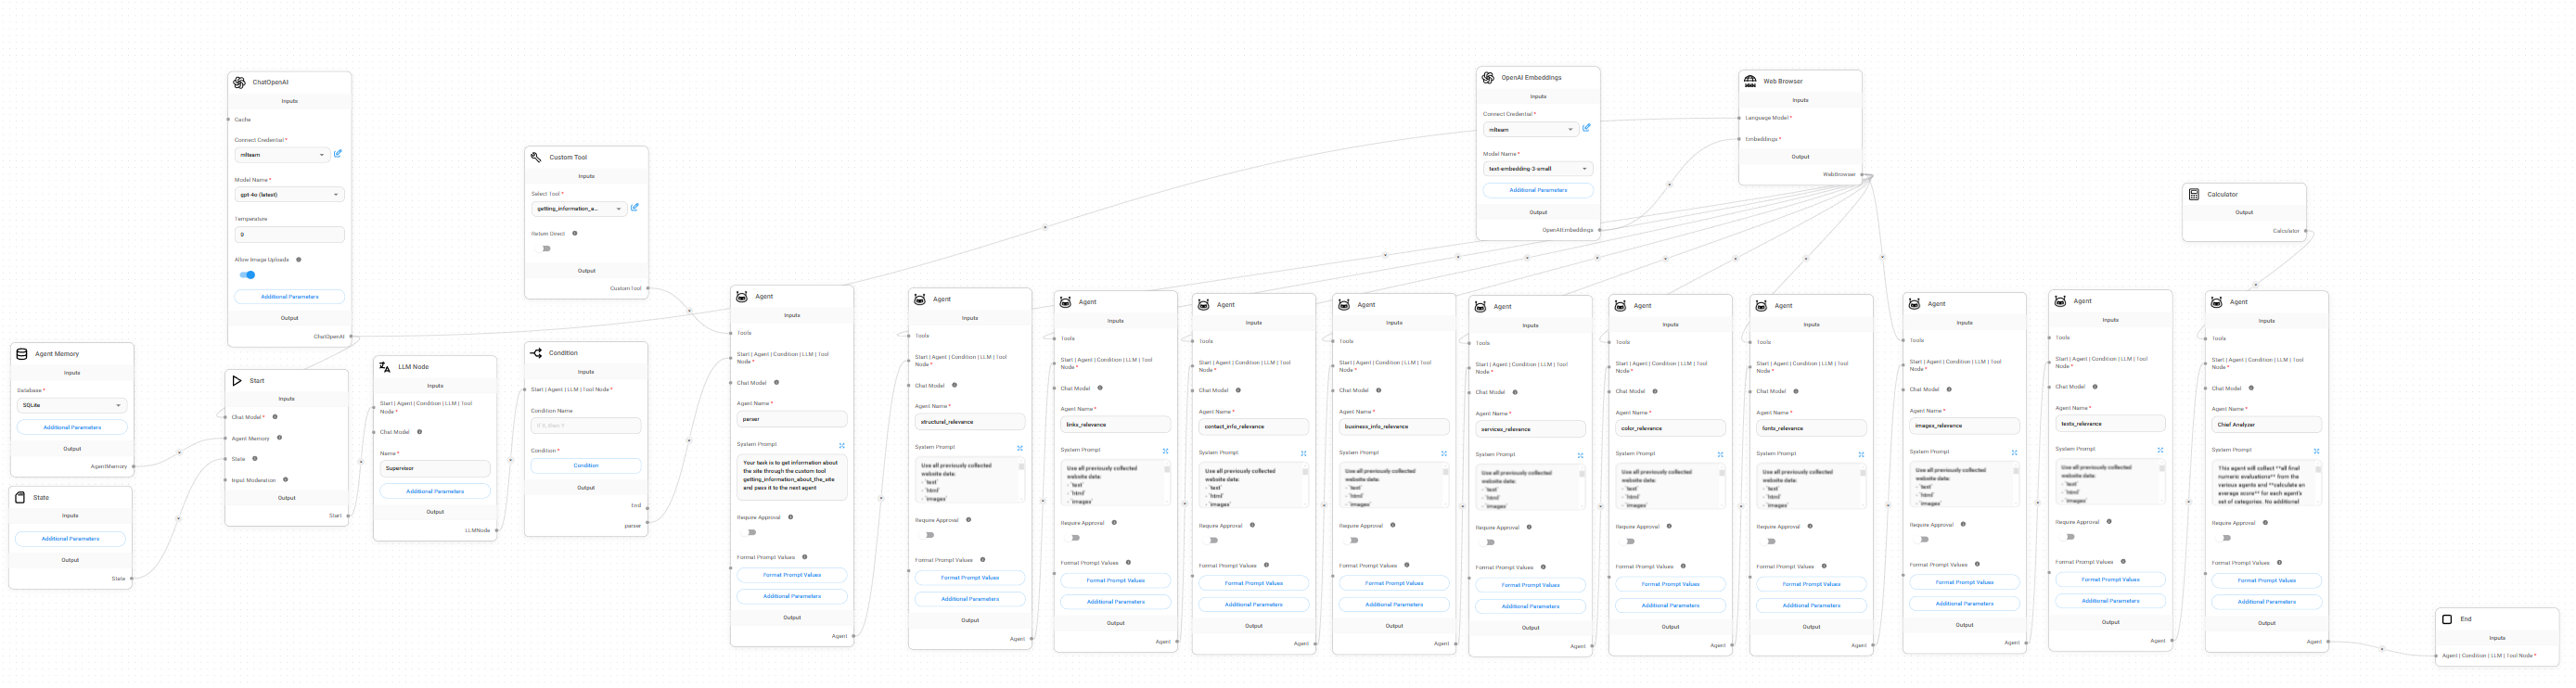 ChatOpenAI
Inputs
Cache
Connect Credential *
mlteam
Model Name *
gpt-4o (latest)
Temperature
0
Allow Image Uploads
Additional Parameters
Output
ChatOpenAI
Agent Memory
Inputs
Database *
SQLite
Additional Parameters
Output
AgentMemory
State
Inputs
Additional Parameters
Output
State
Start
Inputs
Chat Model *
Agent Memory
State
Input Moderation
Output
Start
LLM Node
Inputs
Start | Agent | Condition | LLM | Tool
Node *
Chat Model
Name *
Supervisor
Additional Parameters
Output
LLMNode
Custom Tool
Inputs
Select Tool *
getting_information_a...
Return Direct
Output
CustomTool
Condition
Inputs
Start | Agent | LLM | Tool Node *
Condition Name
If X, then Y
Condition *
Condition
Output
End
parser
Agent
Inputs
Tools
Start | Agent | Condition | LLM | Tool
Node *
Chat Model
Agent Name *
parser
System Prompt
Your task is to get information about
the site through the custom tool
getting_information_about_the_site
and pass it to the next agent
Require Approval
Format Prompt Values
Format Prompt Values
Additional Parameters
Output
Agent
Agent
Inputs
Tools
Start | Agent | Condition | LLM | Tool
Node *
Chat Model
Agent Name *
structural_relevance
System Prompt
Use all previously collected
website data:
- 'text'
- 'html'
- 'images'
Require Approval
Format Prompt Values
Format Prompt Values
Additional Parameters
Output
Agent
Agent
Inputs
Tools
Start | Agent | Condition | LLM | Tool
Node *
Chat Model
Agent Name *
links_relevance
System Prompt
Use all previously collected
website data:
- 'text'
- 'html'
- 'images'
Require Approval
Format Prompt Values
Format Prompt Values
Additional Parameters
Output
Agent
Agent
Inputs
Tools
Start | Agent | Condition | LLM | Tool
Node *
Chat Model
Agent Name *
contact_info_relevance
System Prompt
Use all previously collected
website data:
- 'text'
- 'html'
- 'images'
Require Approval
Format Prompt Values
Format Prompt Values
Additional Parameters
Output
Agent
Agent
Inputs
Tools
Start | Agent | Condition | LLM | Tool
Node *
Chat Model
Agent Name *
business_info_relevance
System Prompt
Use all previously collected
website data:
- 'text'
- 'html'
- 'images'
Require Approval
Format Prompt Values
Format Prompt Values
Additional Parameters
Output
Agent
OpenAI Embeddings
Inputs
Connect Credential *
mlteam
Model Name *
text-embedding-3-small
Additional Parameters
Output
OpenAIEmbeddings
Web Browser
Inputs
Language Model *
Embeddings *
Output
WebBrowser
Agent
Inputs
Tools
Start | Agent | Condition | LLM | Tool
Node *
Chat Model
Agent Name *
services_relevance
System Prompt
Use all previously collected
website data:
- 'text'
- 'html'
- 'images'
Require Approval
Format Prompt Values
Format Prompt Values
Additional Parameters
Output
Agent
Agent
Inputs
Tools
Start | Agent | Condition | LLM | Tool
Node *
Chat Model
Agent Name *
color_relevance
System Prompt
Use all previously collected
website data:
- 'text'
- 'html'
- 'images'
Require Approval
Format Prompt Values
Format Prompt Values
Additional Parameters
Output
Agent
Agent
Inputs
Tools
Start | Agent | Condition | LLM | Tool
Node *
Chat Model
Agent Name *
fonts_relevance
System Prompt
Use all previously collected
website data:
- 'text'
- 'html'
- 'images'
Require Approval
Format Prompt Values
Format Prompt Values
Additional Parameters
Output
Agent
Agent
Inputs
Tools
Start | Agent | Condition | LLM | Tool
Node *
Chat Model
Agent Name *
images_relevance
System Prompt
Use all previously collected
website data:
- 'text'
- 'html'
- 'images'
Require Approval
Format Prompt Values
Format Prompt Values
Additional Parameters
Output
Agent
Agent
Inputs
Tools
Start | Agent | Condition | LLM | Tool
Node *
Chat Model
Agent Name *
texts_relevance
System Prompt
Use all previously collected
website data:
- 'text'
- 'html'
- 'images'
Require Approval
Format Prompt Values
Format Prompt Values
Additional Parameters
Output
Agent
Calculator
Output
Calculator
Agent
Inputs
Tools
Start | Agent | Condition | LLM | Tool
Node *
Chat Model
Agent Name *
Chief Analyzer
System Prompt
This agent will collect **all final
numeric evaluations** from the
various agents and **calculate an
average score** for each agent's
set of categories. No additional
Require Approval
Format Prompt Values
Format Prompt Values
Additional Parameters
Output
Agent
End
Inputs
Agent | Condition | LLM | Tool Node *